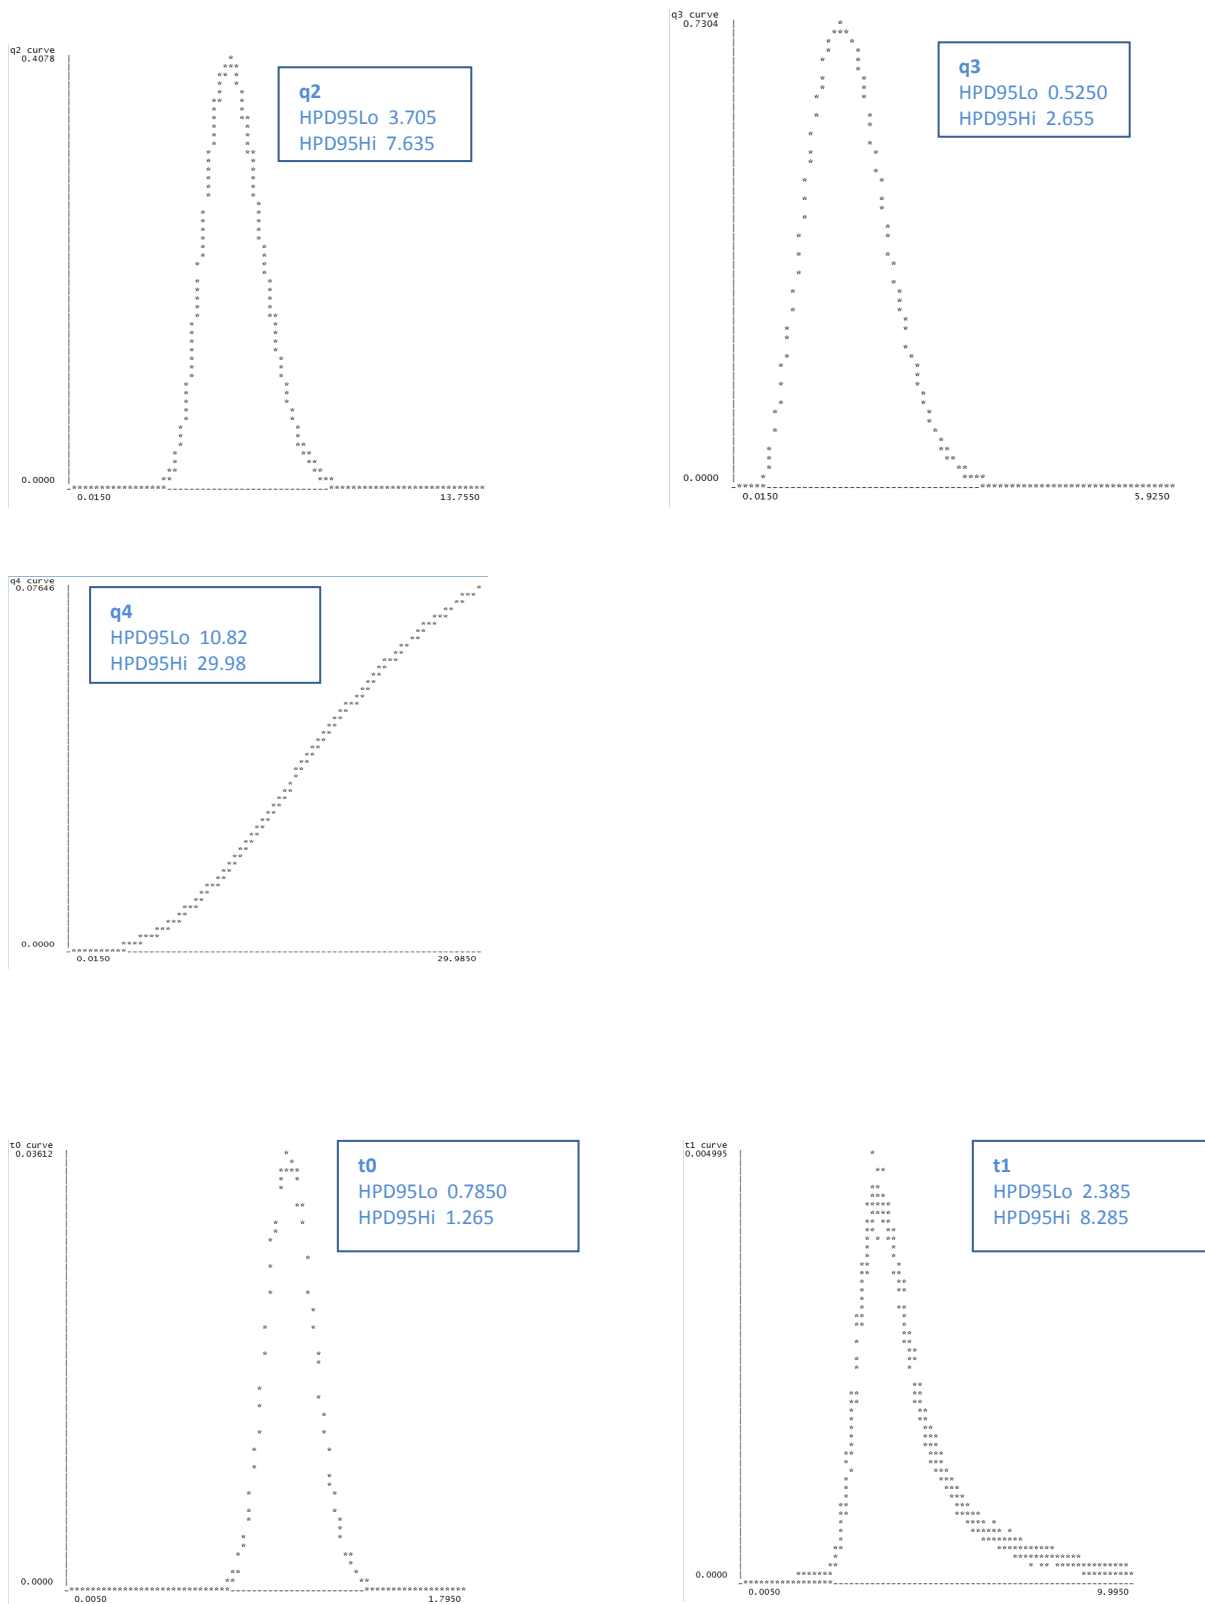 q2 curve
0.4078
q2
HPD95Lo 3.705
HPD95Hi 7.635
0.0000
0.0150
13.7550
q3 curve
0.7304
q3
HPD95Lo 0.5250
HPD95Hi 2.655
0.0000
0.0150
5.9250
q4 curve
0.07646
q4
HPD95Lo 10.82
HPD95Hi 29.98
0.0000
0.0150
29.9850
t0 curve
0.03612
t0
HPD95Lo 0.7850
HPD95Hi 1.265
0.0000
0.0050
1.7950
t1 curve
0.004995
t1
HPD95Lo 2.385
HPD95Hi 8.285
0.0000
0.0050
9.9950